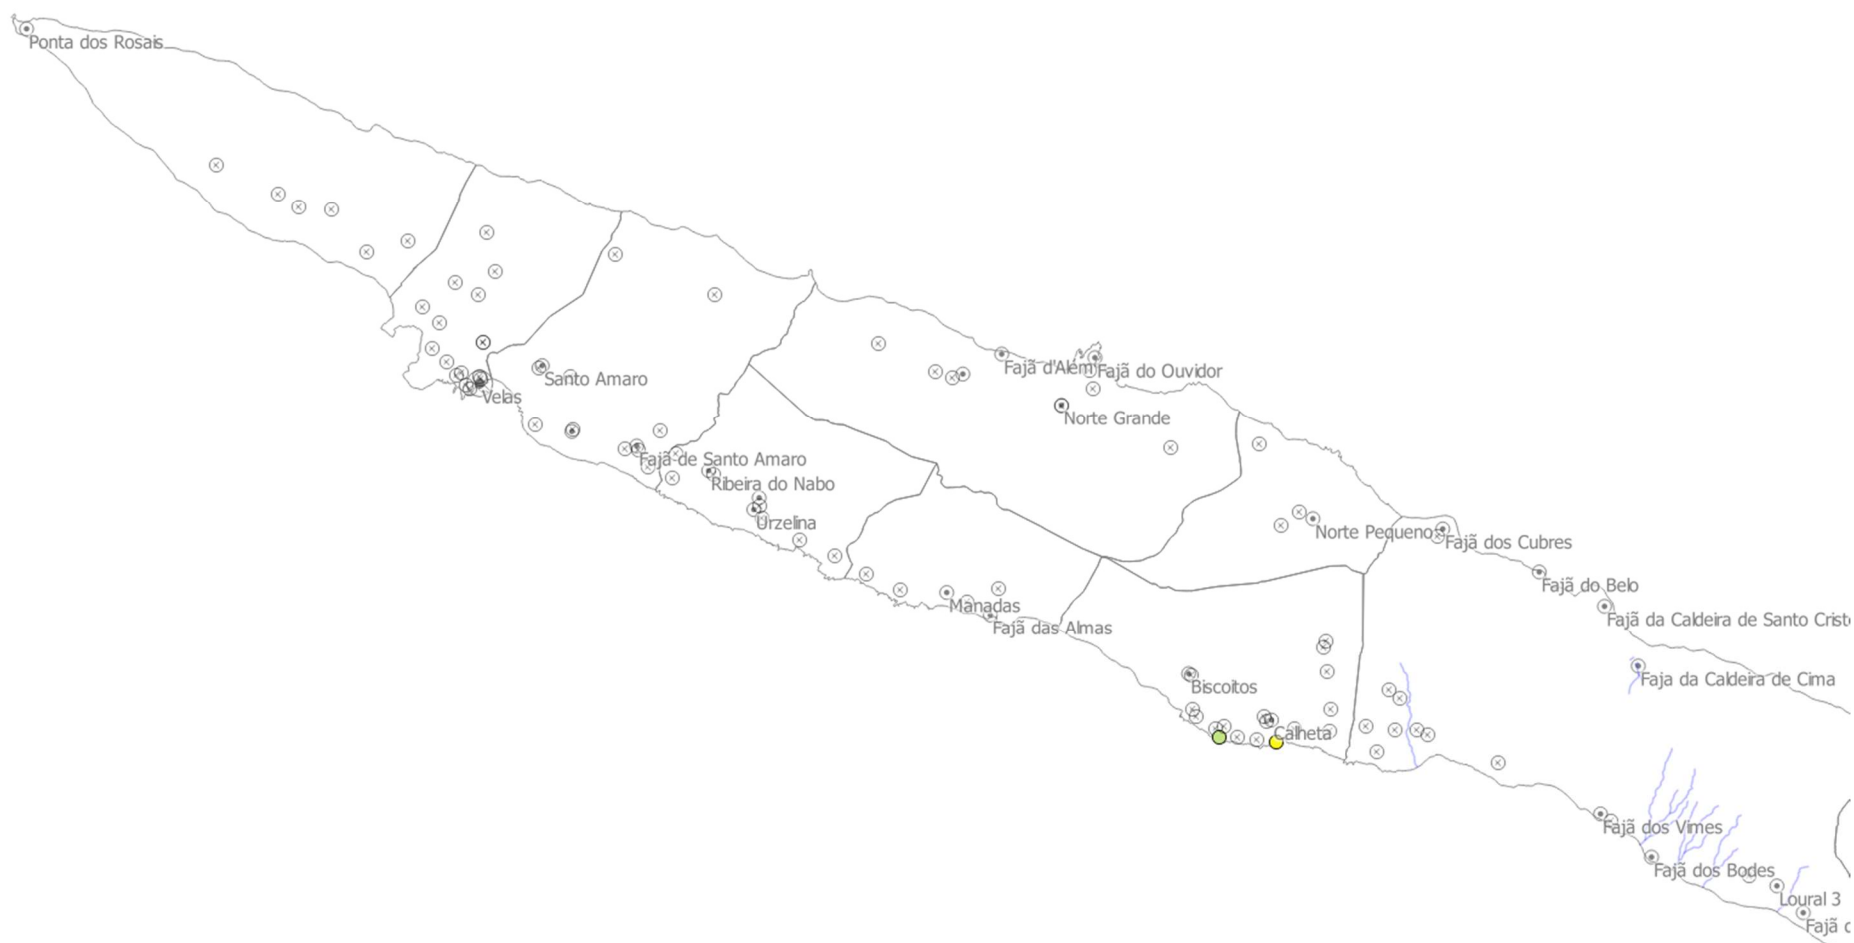 Ponta dos Rosais
Fajã d'Além
Fajã do Ouvidor
Santo Amaro
Velas
Norte Grande
Fajã de Santo Amaro
Ribeira do Nabo
Urzelina
Norte Pequeno
Fajã dos Cubres
Fajã do Belo
Manadas
Fajã da Caldeira de Santo Crist
Fajã das Almas
Faja da Caldeira de Cima
Biscoitos
Calheta
Fajã dos Vimes
Fajã dos Bodes
Loural 3
Fajã